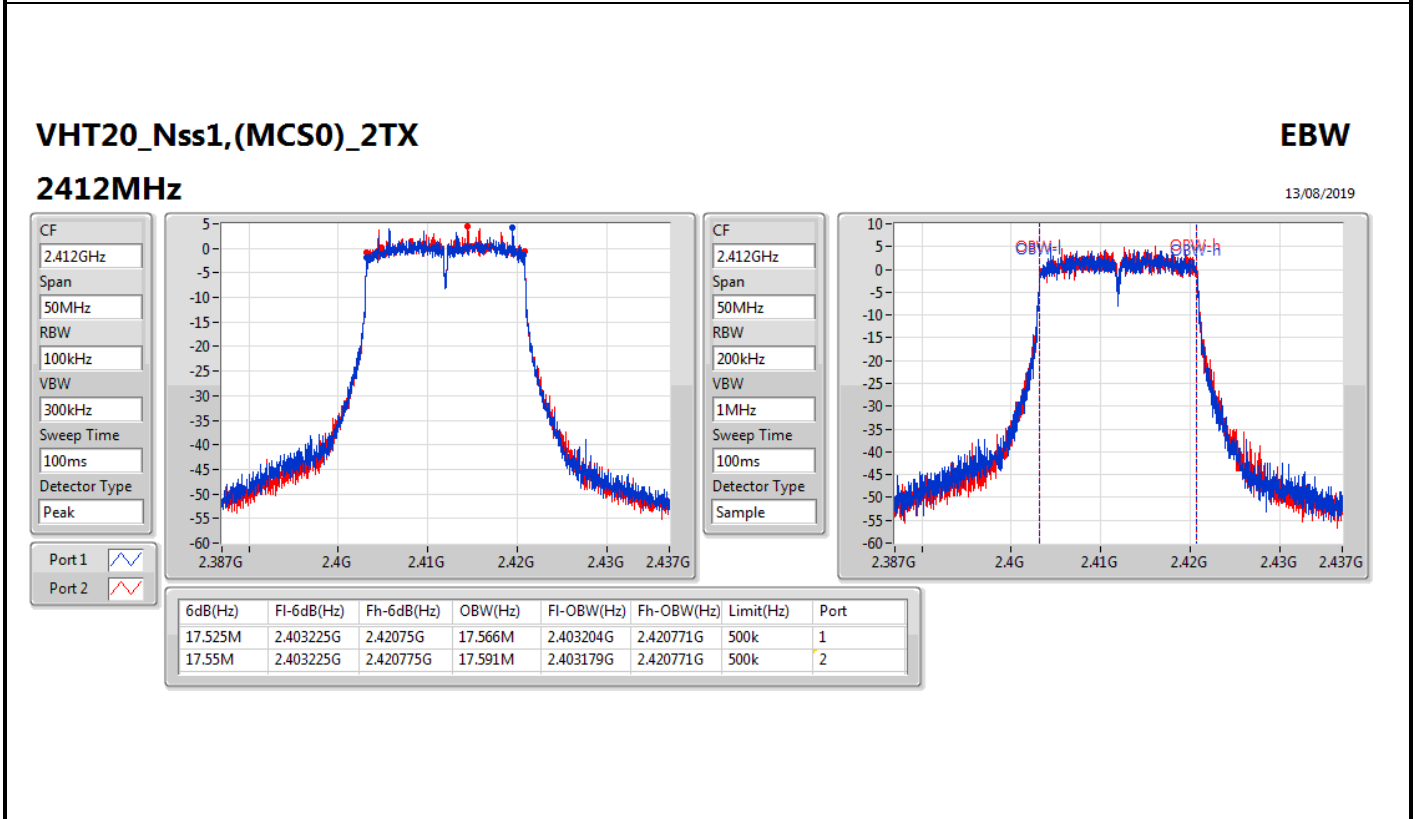 VHT20_Nss1,(MCS0)_2TX
EBW
2412MHz
13/08/2019
CF
2.412GHz
Span
50MHz
RBW
100kHz
VBW
300kHz
Sweep Time
100ms
Detector Type
Peak
Port 1
Port 2
5
0
-5
-10
-15
-20
-25
-30
-35
-40
-45
-50
-55
-60
2.387G 2.4G 2.41G 2.42G 2.43G 2.437G
CF
2.412GHz
Span
50MHz
RBW
200kHz
VBW
1MHz
Sweep Time
100ms
Detector Type
Sample
10
5
0
-5
-10
-15
-20
-25
-30
-35
-40
-45
-50
-55
-60
OBW-l OBW-h
OBW-l OBW-h
2.387G 2.4G 2.41G 2.42G 2.43G 2.437G
6dB(Hz) Fl-6dB(Hz) Fh-6dB(Hz) OBW(Hz) Fl-OBW(Hz) Fh-OBW(Hz) Limit(Hz) Port
17.525M 2.403225G 2.42075G 17.566M 2.403204G 2.420771G 500k 1
17.55M 2.403225G 2.420775G 17.591M 2.403179G 2.420771G 500k 2